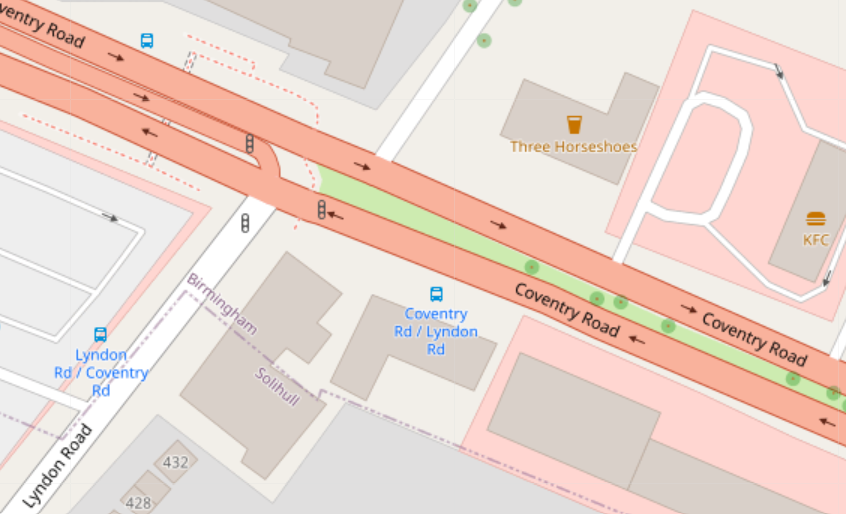 oventry Road
Three Horseshoes
KFC
Coventry
Rd / Lyndon
Rd
Coventry Road
Coventry Road
Birmingham
Solihull
Lyndon
Rd / Coventry
Rd
Lyndon Road
432
428